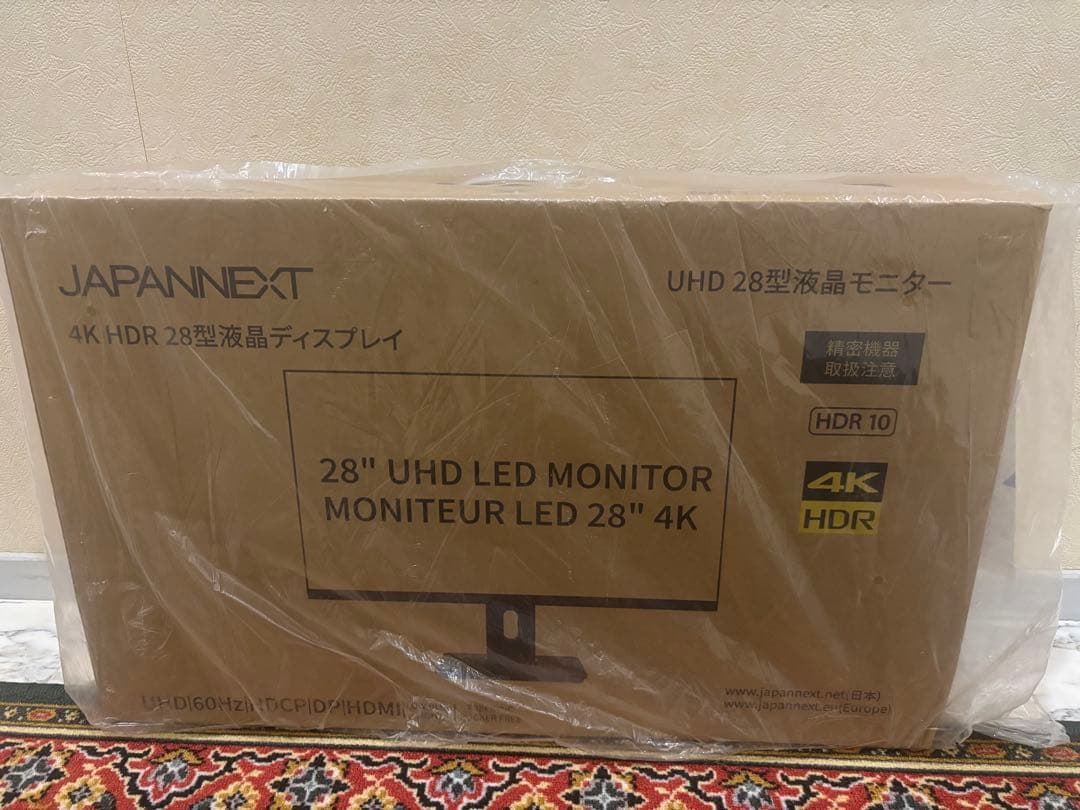 JAPANNEXT
4K HDR 28型液晶ディスプレイ
UHD 28型液晶モニター
精密機器
取扱注意
HDR 10
4K
HDR
28" UHD LED MONITOR
MONITEUR LED 28" 4K
UHD|60Hz|HDCP|DP|HDMI|
FLICKER FREE
www.japannext.net(日本)
www.japannext.eu(Europe)